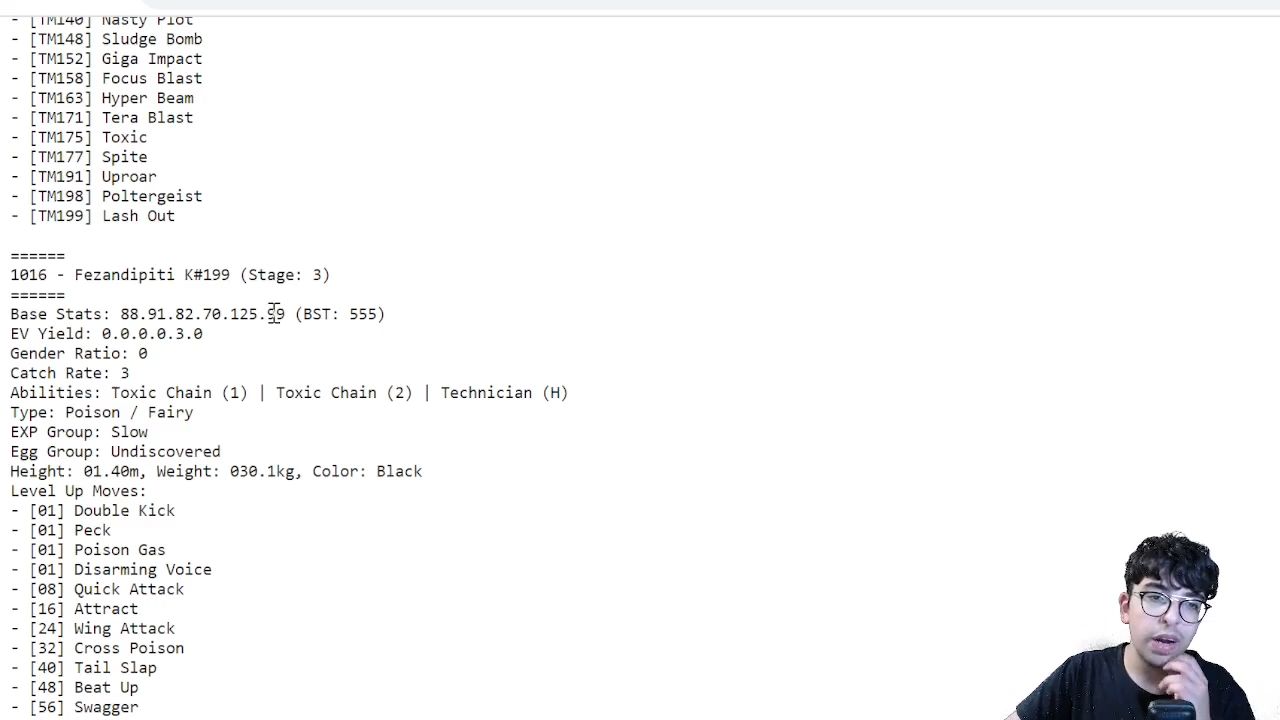 - [TM140] Nasty Plot
- [TM148] Sludge Bomb
- [TM152] Giga Impact
- [TM158] Focus Blast
- [TM163] Hyper Beam
- [TM171] Tera Blast
- [TM175] Toxic
- [TM177] Spite
- [TM191] Uproar
- [TM198] Poltergeist
- [TM199] Lash Out
======
1016 - Fezandipiti K#199 (Stage: 3)
======
Base Stats: 88.91.82.70.125.99 (BST: 555)
EV Yield: 0.0.0.0.3.0
Gender Ratio: 0
Catch Rate: 3
Abilities: Toxic Chain (1) | Toxic Chain (2) | Technician (H)
Type: Poison / Fairy
EXP Group: Slow
Egg Group: Undiscovered
Height: 01.40m, Weight: 030.1kg, Color: Black
Level Up Moves:
- [01] Double Kick
- [01] Peck
- [01] Poison Gas
- [01] Disarming Voice
- [08] Quick Attack
- [16] Attract
- [24] Wing Attack
- [32] Cross Poison
- [40] Tail Slap
- [48] Beat Up
- [56] Swagger